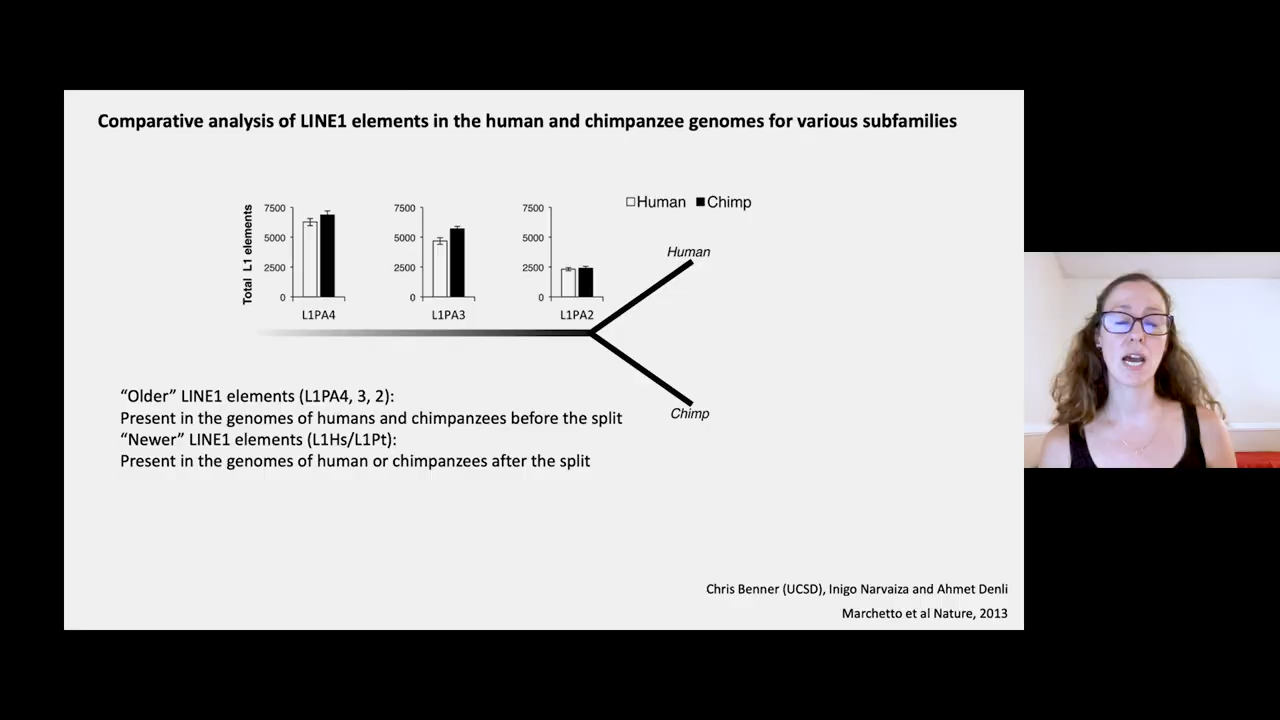 Comparative analysis of LINE1 elements in the human and chimpanzee genomes for various subfamilies
Human Chimp
Total L1 elements
7500
5000
2500
0
L1PA4
7500
5000
2500
0
L1PA3
7500
5000
2500
0
L1PA2
Human
Chimp
“Older” LINE1 elements (L1PA4, 3, 2):
Present in the genomes of humans and chimpanzees before the split
“Newer” LINE1 elements (L1Hs/L1Pt):
Present in the genomes of human or chimpanzees after the split
Chris Benner (UCSD), Inigo Narvaiza and Ahmet Denli
Marchetto et al Nature, 2013